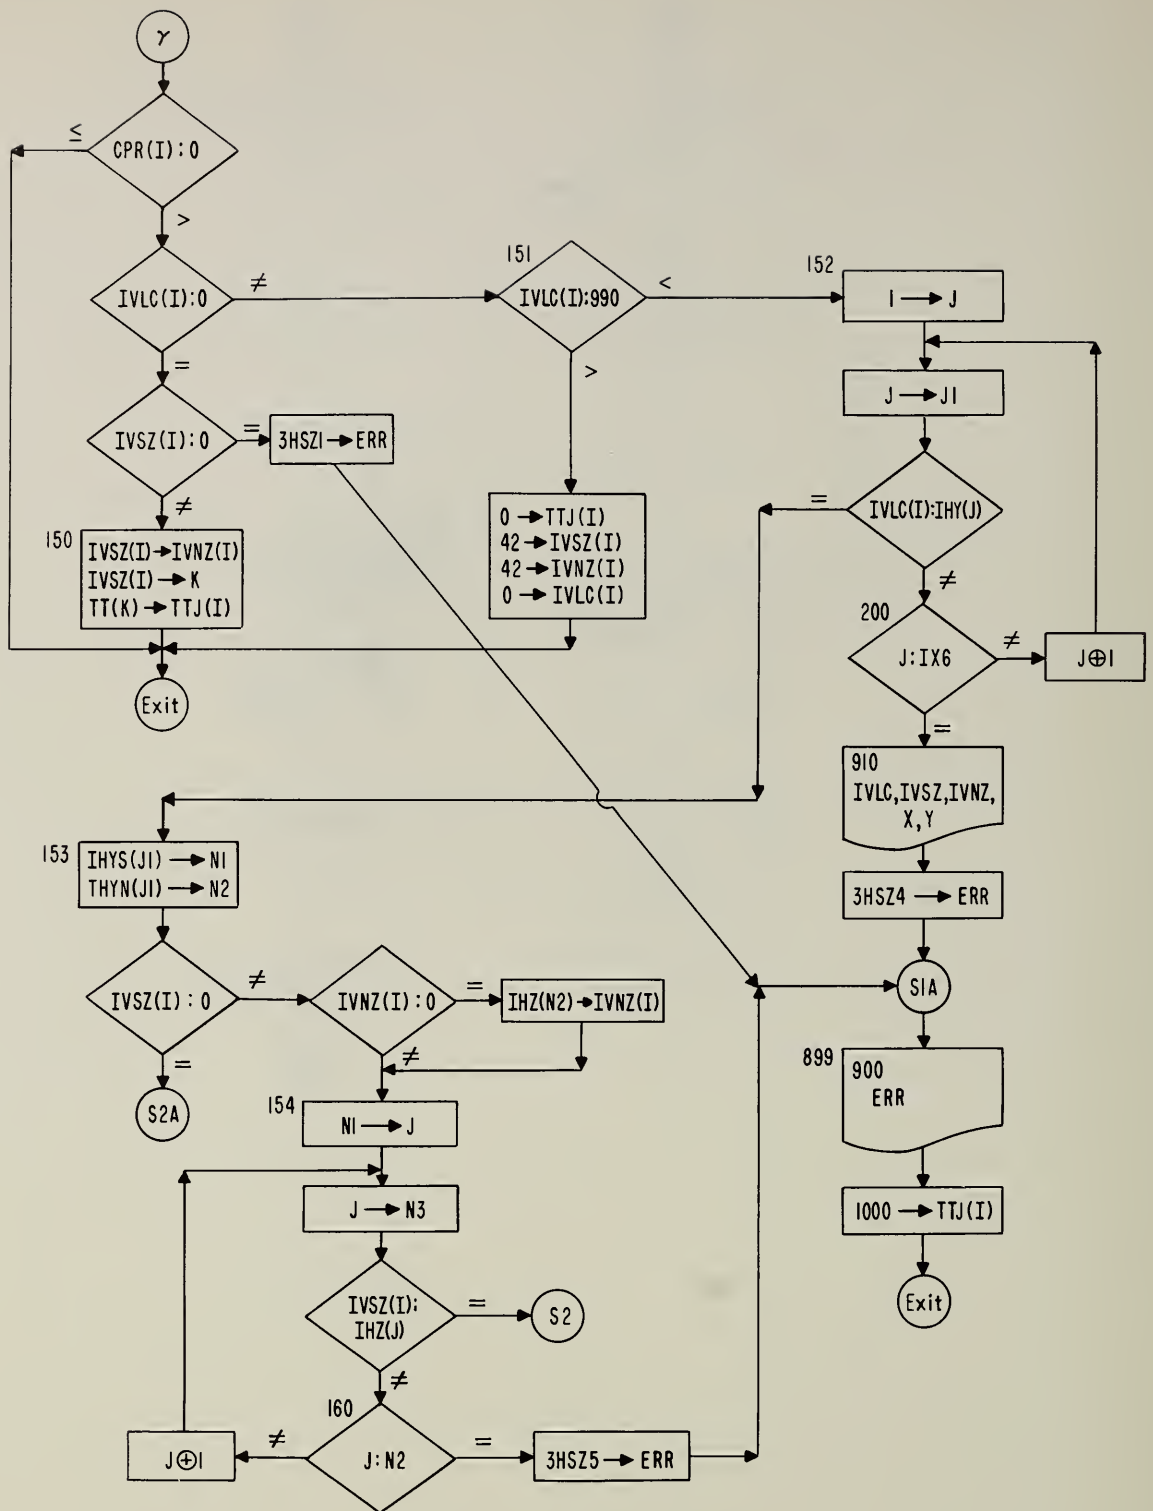 γ
≤
CPR(I):0
>
IVLC(I):0
≠
151
IVLC(I):990
<
152
1 → J
=
>
J → J1
IVSZ(I):0
=
3HSZ1 → ERR
≠
=
IVLC(I):IHY(J)
≠
150
IVSZ(I)→IVNZ(I)
IVSZ(I)→K
TT(K)→TTJ(I)
0→TTJ(I)
42→IVSZ(I)
42→IVNZ(I)
0→IVLC(I)
200
J:IX6
≠
J⊕1
=
Exit
910
IVLC,IVSZ,IVNZ,
X,Y
153
IHYS(J1) → N1
THYN(J1) → N2
3HSZ4 → ERR
IVSZ(I):0
≠
IVNZ(I):0
=
IHZ(N2)→IVNZ(I)
S1A
=
≠
S2A
899
900
ERR
154
N1 → J
J → N3
1000 → TTJ(I)
IVSZ(I):
IHZ(J)
=
S2
Exit
≠
160
J:N2
≠
J⊕1
=
3HSZ5 → ERR